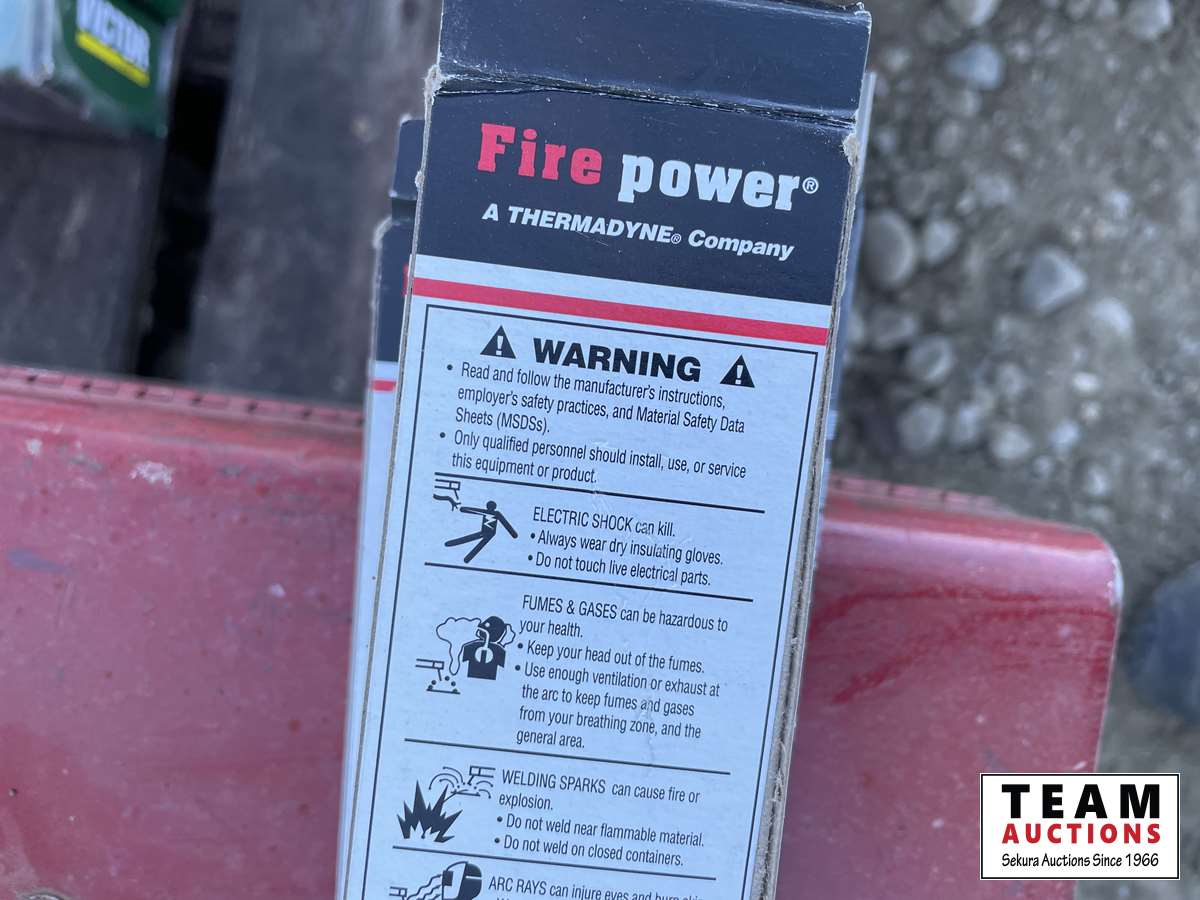 VICTOR
Fire power®
A THERMADYNE® Company
WARNING
• Read and follow the manufacturer's instructions,
employer's safety practices, and Material Safety Data
Sheets (MSDSs).
• Only qualified personnel should install, use, or service
this equipment or product.
ELECTRIC SHOCK can kill.
• Always wear dry insulating gloves.
• Do not touch live electrical parts.
FUMES & GASES can be hazardous to
your health.
• Keep your head out of the fumes.
• Use enough ventilation or exhaust at
the arc to keep fumes and gases
from your breathing zone, and the
general area.
WELDING SPARKS can cause fire or
explosion.
• Do not weld near flammable material.
• Do not weld on closed containers.
ARC RAYS can injure eyes and burn
TEAM
AUCTIONS
Sekura Auctions Since 1966